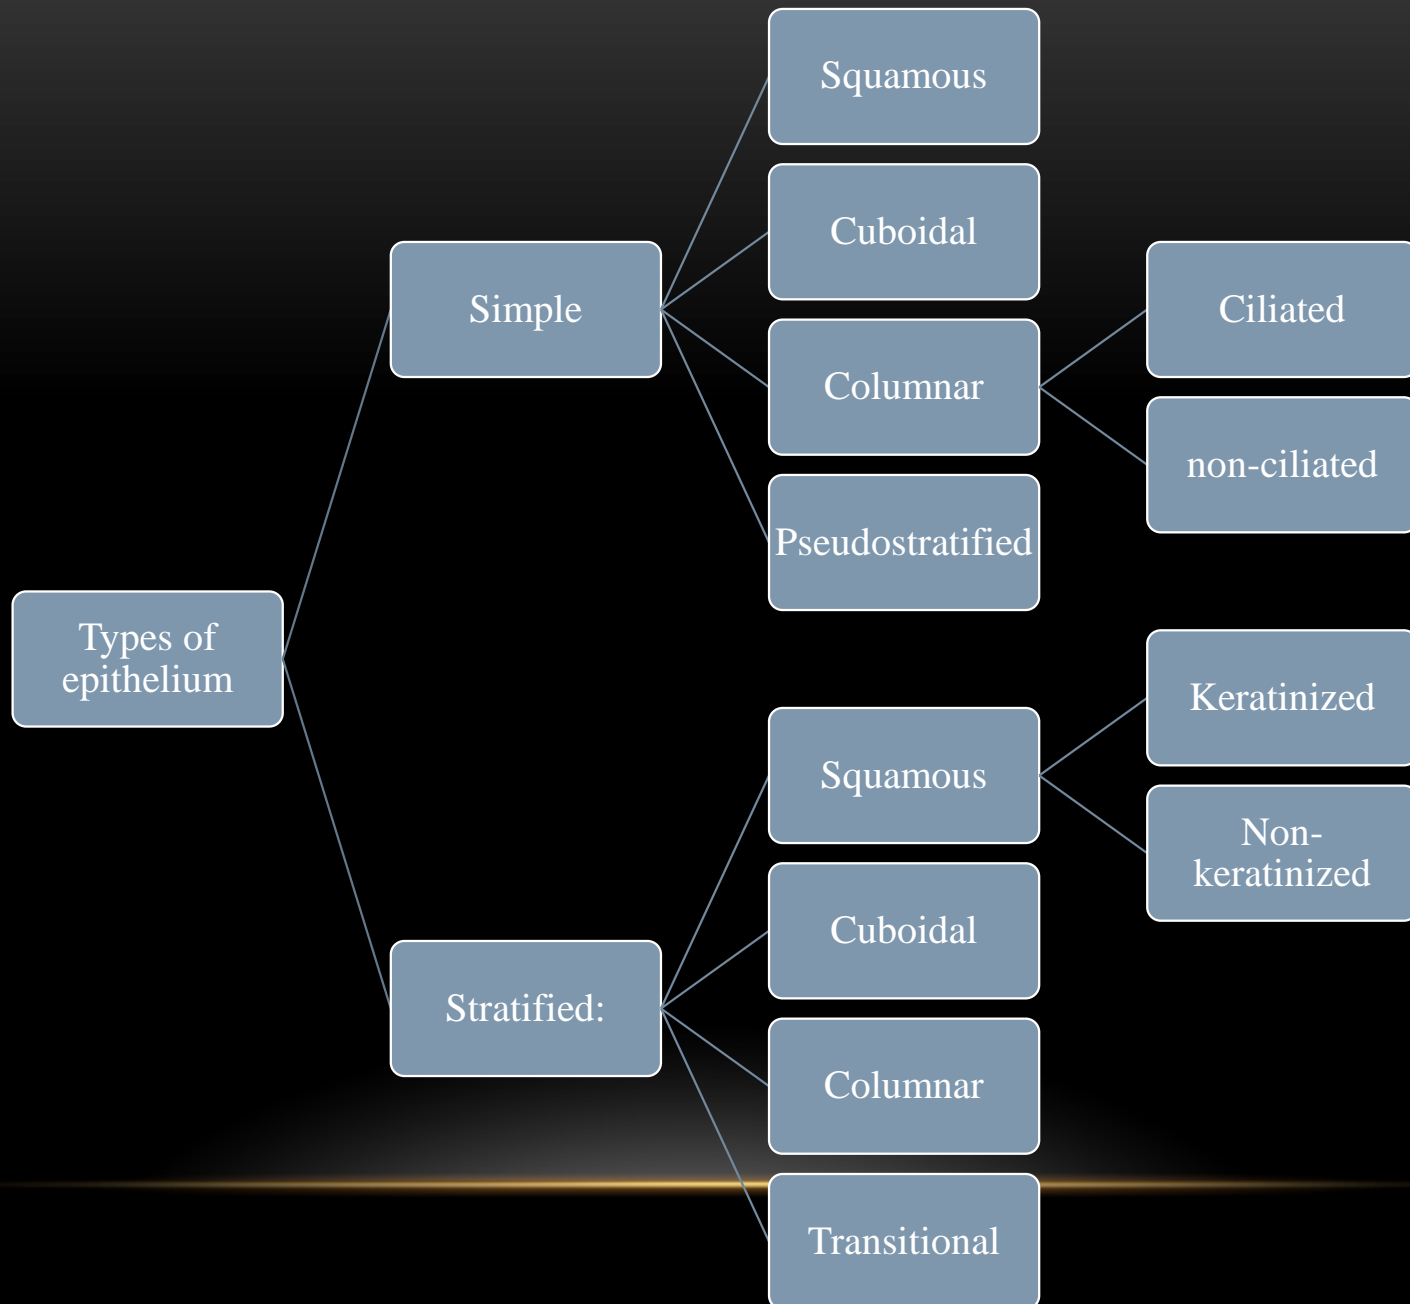 Types of
epithelium
Simple
Squamous
Cuboidal
Columnar
Ciliated
non-ciliated
Pseudostratified
Stratified:
Squamous
Keratinized
Non-
keratinized
Cuboidal
Columnar
Transitional